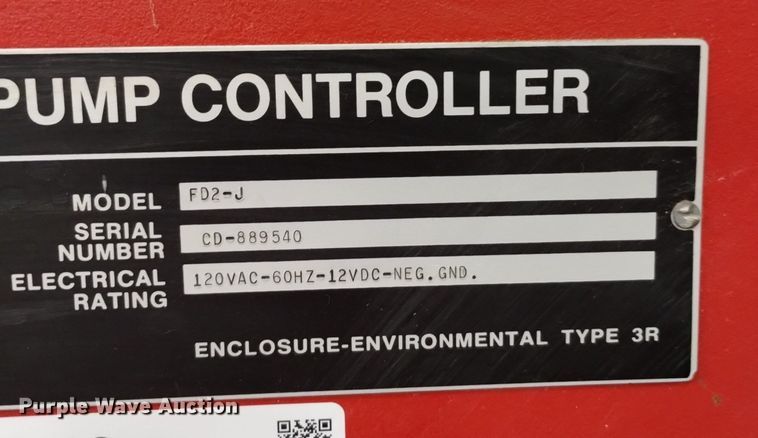 PUMP CONTROLLER
MODEL FD2-J
SERIAL NUMBER CD-889540
ELECTRICAL RATING 120VAC-60HZ-12VDC-NEG.GND.
ENCLOSURE-ENVIRONMENTAL TYPE 3R
Purple Wave Auction